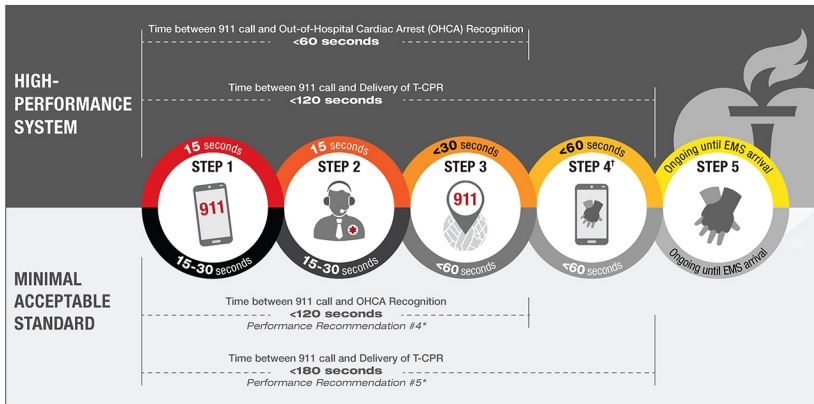 Time between 911 call and Out-of-Hospital Cardiac Arrest (OHCA) Recognition
<60 seconds
HIGH-
PERFORMANCE
SYSTEM
Time between 911 call and Delivery of T-CPR
<120 seconds
15 seconds
STEP 1
911
15-30 seconds
15 seconds
STEP 2
15-30 seconds
<30 seconds
STEP 3
911
<60 seconds
<60 seconds
STEP 4†
<60 seconds
Ongoing until EMS arrival
STEP 5
Ongoing until EMS arrival
®
MINIMAL
ACCEPTABLE
STANDARD
Time between 911 call and OHCA Recognition
<120 seconds
Performance Recommendation #4*
Time between 911 call and Delivery of T-CPR
<180 seconds
Performance Recommendation #5*